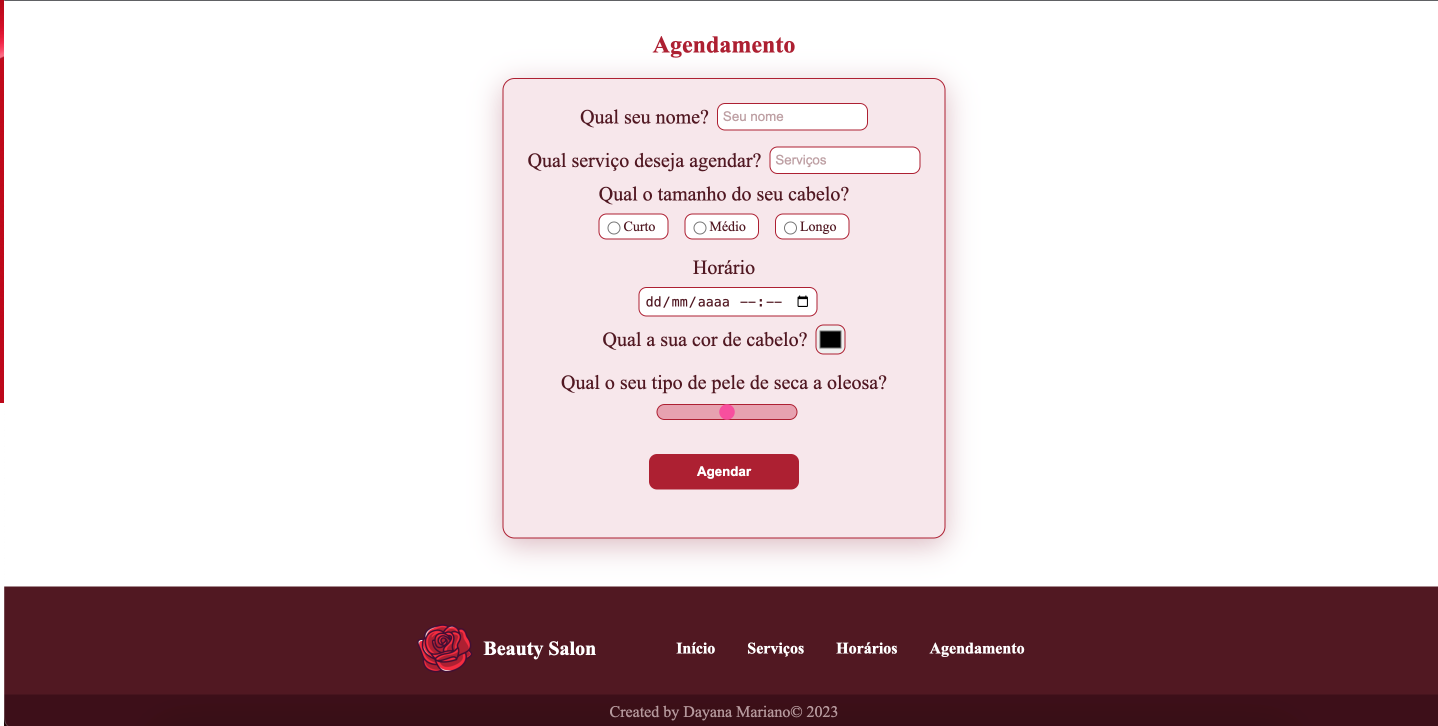 Agendamento
Qual seu nome? Seu nome
Qual serviço deseja agendar? Serviços
Qual o tamanho do seu cabelo?
Curto Médio Longo
Horário
dd/mm/aaaa --:--
Qual a sua cor de cabelo?
Qual o seu tipo de pele de seca a oleosa?
Agendar
Beauty Salon Início Serviços Horários Agendamento
Created by Dayana Mariano© 2023